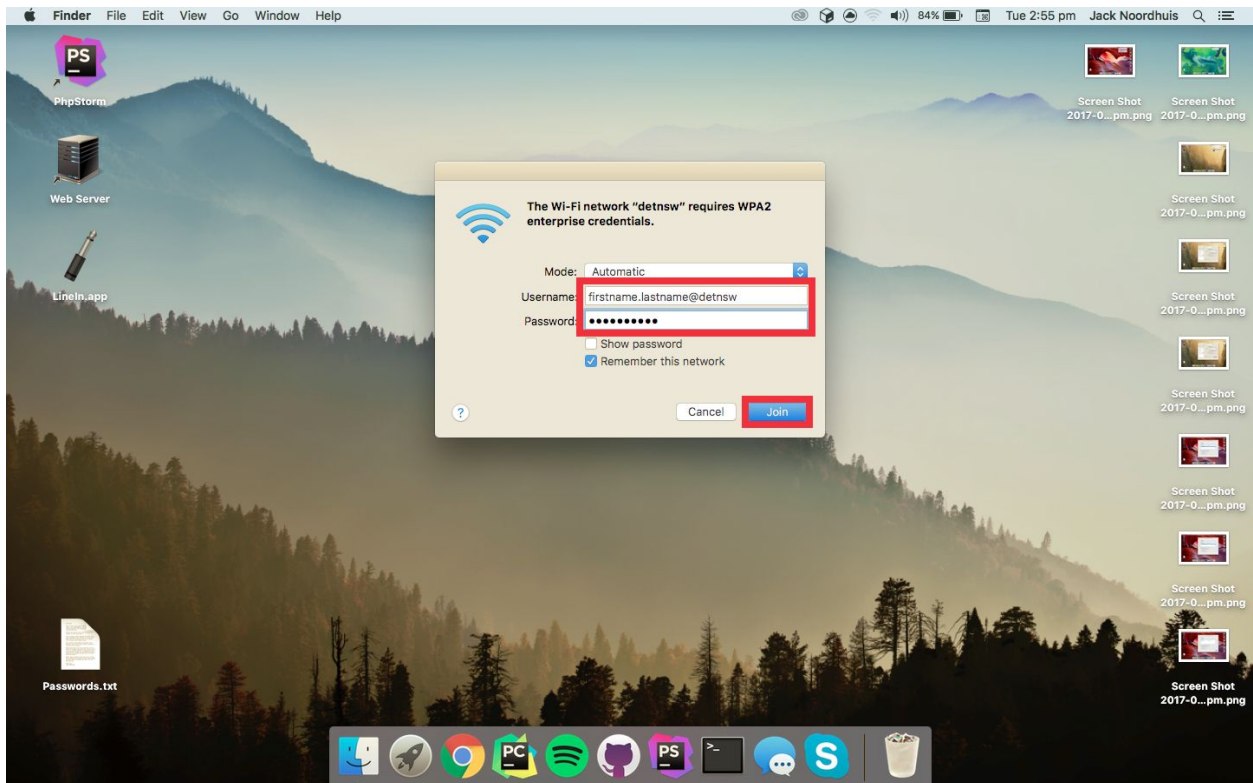 Finder File Edit View Go Window Help 84% Tue 2:55 pm Jack Noordhuis
PS
PhpStorm
Web Server
LineIn.app
Passwords.txt
The Wi-Fi network “detnsw” requires WPA2
enterprise credentials.
Mode: Automatic
Username: firstname.lastname@detnsw
Password: ••••••••••
Show password
Remember this network
?
Cancel
Join
Screen Shot
2017-0...pm.png
Screen Shot
2017-0...pm.png
Screen Shot
2017-0...pm.png
Screen Shot
2017-0...pm.png
Screen Shot
2017-0...pm.png
Screen Shot
2017-0...pm.png
Screen Shot
2017-0...pm.png
Screen Shot
2017-0...pm.png
PC
PS
>_
S